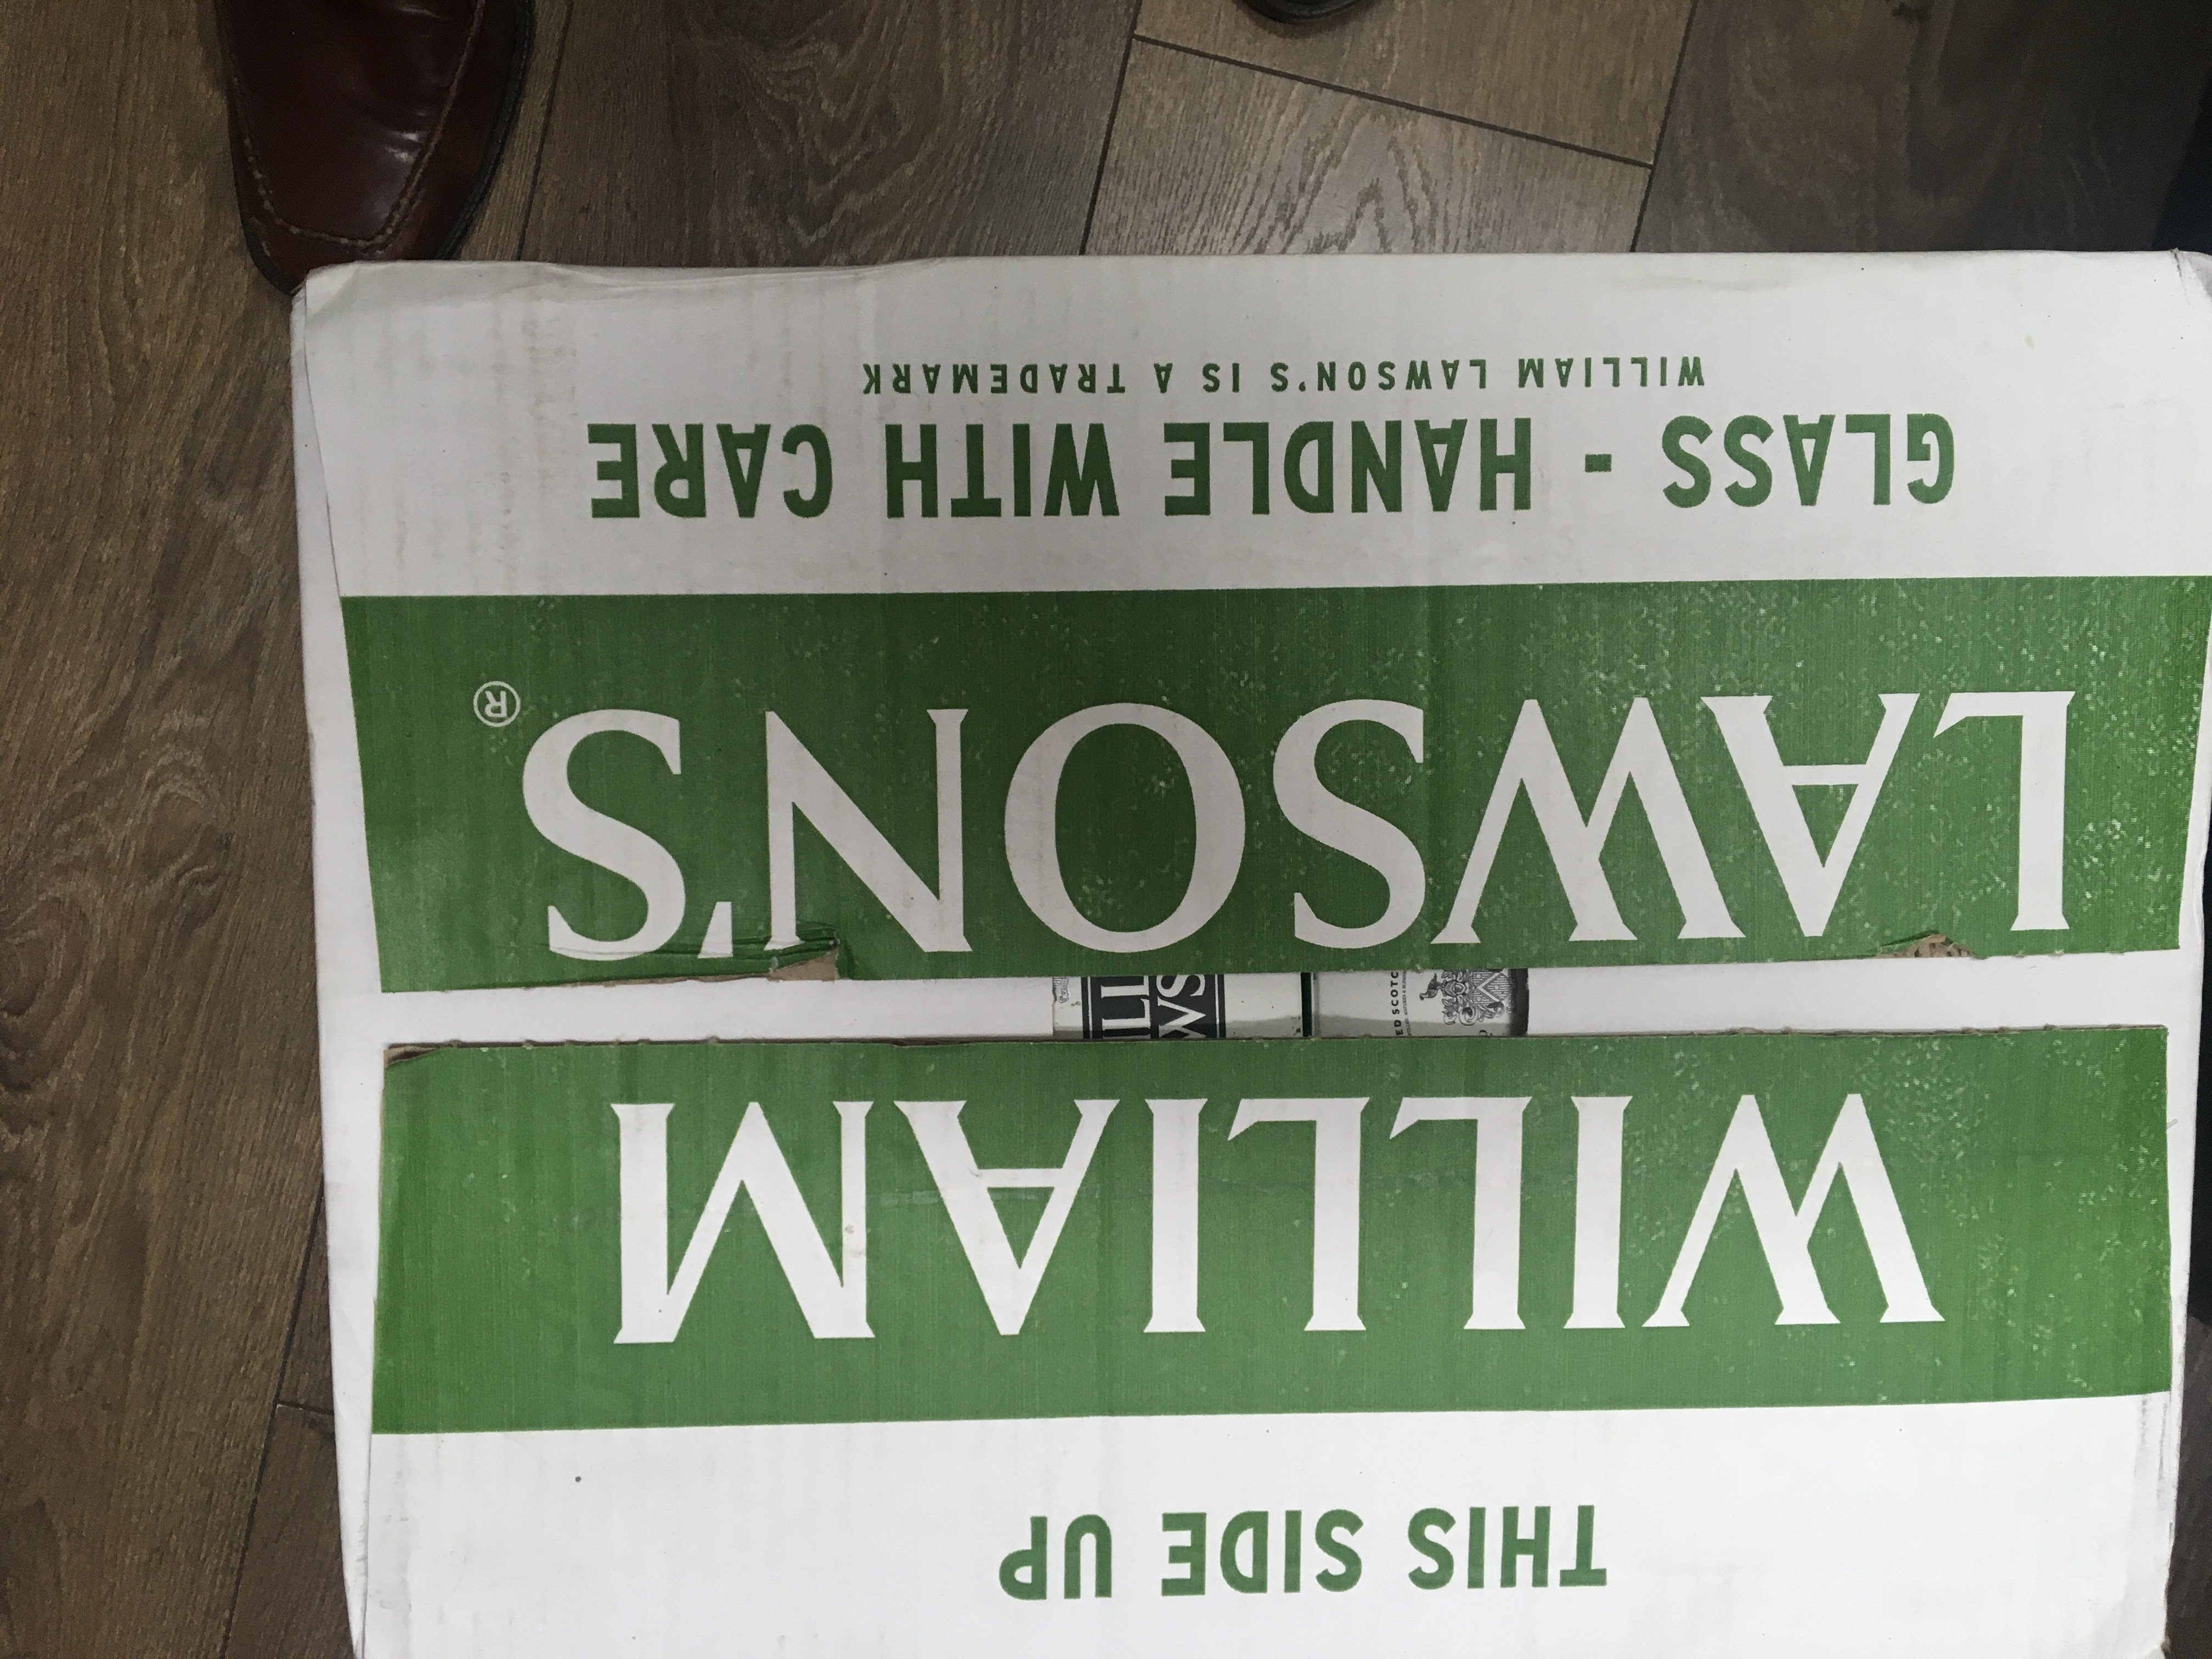 THIS SIDE UP
WILLIAM
LAWSON'S®
GLASS - HANDLE WITH CARE
WILLIAM LAWSON'S IS A TRADEMARK